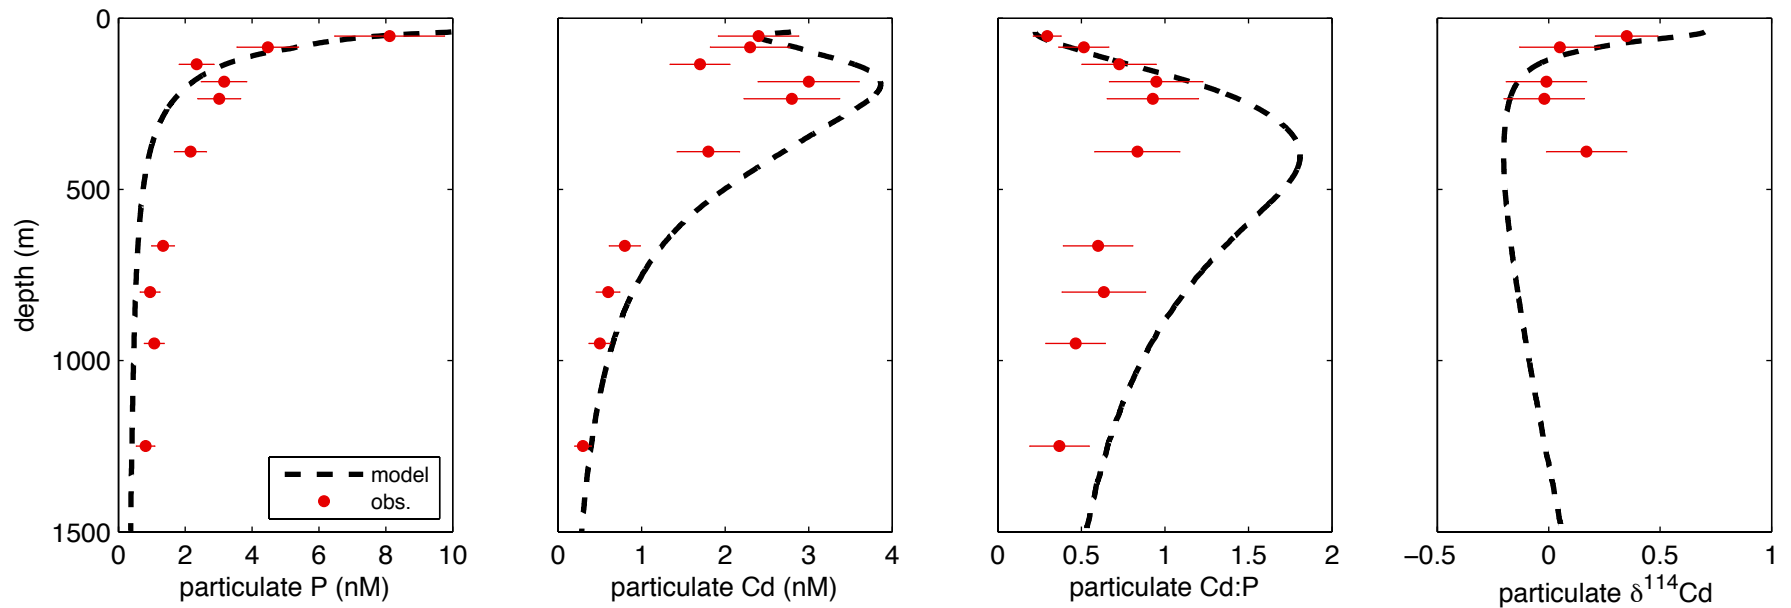 0
500
1000
1500
depth (m)
model
obs.
0 2 4 6 8 10
particulate P (nM)
0 1 2 3 4
particulate Cd (nM)
0 0.5 1 1.5 2
particulate Cd:P
−0.5 0 0.5 1
particulate δ¹¹⁴Cd